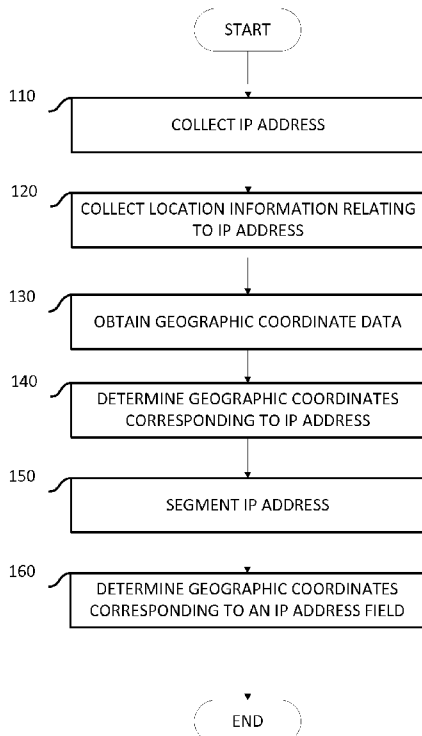 START
110
COLLECT IP ADDRESS
120
COLLECT LOCATION INFORMATION RELATING
TO IP ADDRESS
130
OBTAIN GEOGRAPHIC COORDINATE DATA
140
DETERMINE GEOGRAPHIC COORDINATES
CORRESPONDING TO IP ADDRESS
150
SEGMENT IP ADDRESS
160
DETERMINE GEOGRAPHIC COORDINATES
CORRESPONDING TO AN IP ADDRESS FIELD
END